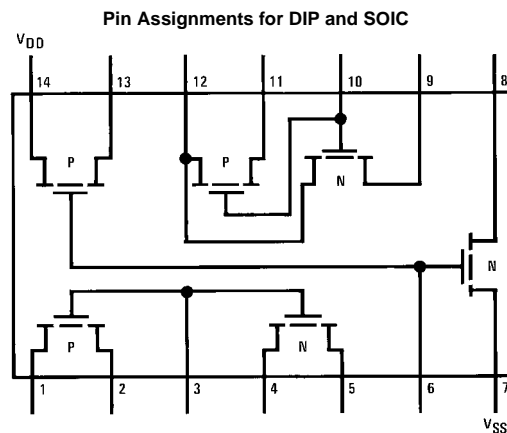 Pin Assignments for DIP and SOIC
VDD
14 13 12 11 10 9 8
P P N
N
P N
1 2 3 4 5 6 7
VSS